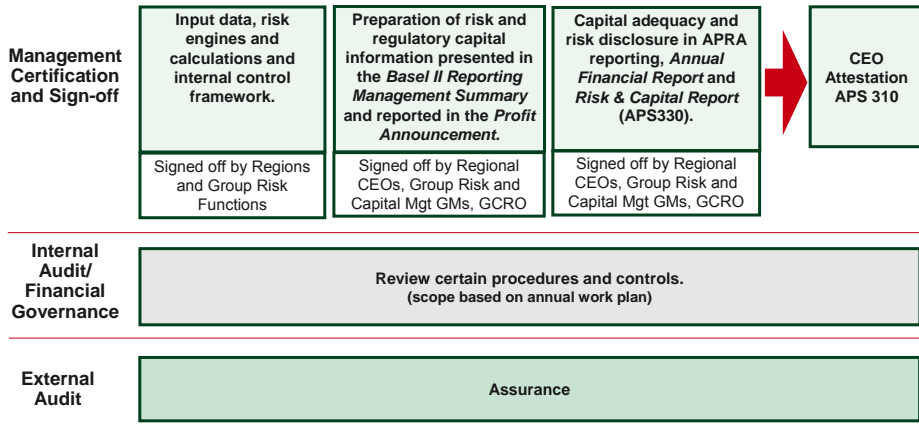 Management
Certification
and Sign-off
Input data, risk
engines and
calculations and
internal control
framework.
Signed off by Regions
and Group Risk
Functions
Preparation of risk and
regulatory capital
information presented in
the Basel II Reporting
Management Summary
and reported in the Profit
Announcement.
Signed off by Regional
CEOs, Group Risk and
Capital Mgt GMs, GCRO
Capital adequacy and
risk disclosure in APRA
reporting, Annual
Financial Report and
Risk & Capital Report
(APS330).
Signed off by Regional
CEOs, Group Risk and
Capital Mgt GMs, GCRO
CEO
Attestation
APS 310
Internal
Audit/
Financial
Governance
Review certain procedures and controls.
(scope based on annual work plan)
External
Audit
Assurance